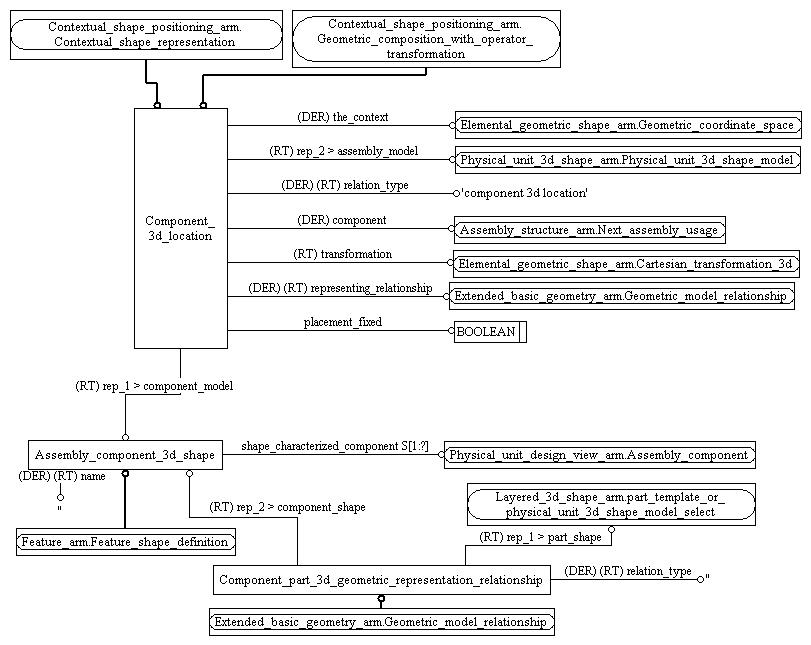 Contextual_shape_positioning_arm.
Contextual_shape_representation
Contextual_shape_positioning_arm.
Geometric_composition_with_operator_
transformation
(DER) the_context
Elemental_geometric_shape_arm.Geometric_coordinate_space
(RT) rep_2 > assembly_model
Physical_unit_3d_shape_arm.Physical_unit_3d_shape_model
(DER) (RT) relation_type
'component 3d location'
Component_
3d_location
(DER) component
Assembly_structure_arm.Next_assembly_usage
(RT) transformation
Elemental_geometric_shape_arm.Cartesian_transformation_3d
(DER) (RT) representing_relationship
Extended_basic_geometry_arm.Geometric_model_relationship
placement_fixed
BOOLEAN
(RT) rep_1 > component_model
Assembly_component_3d_shape
shape_characterized_component S[1:?]
Physical_unit_design_view_arm.Assembly_component
(DER) (RT) name
''
(RT) rep_2 > component_shape
Layered_3d_shape_arm.part_template_or_
physical_unit_3d_shape_model_select
Feature_arm.Feature_shape_definition
(RT) rep_1 > part_shape
Component_part_3d_geometric_representation_relationship
(DER) (RT) relation_type
''
Extended_basic_geometry_arm.Geometric_model_relationship